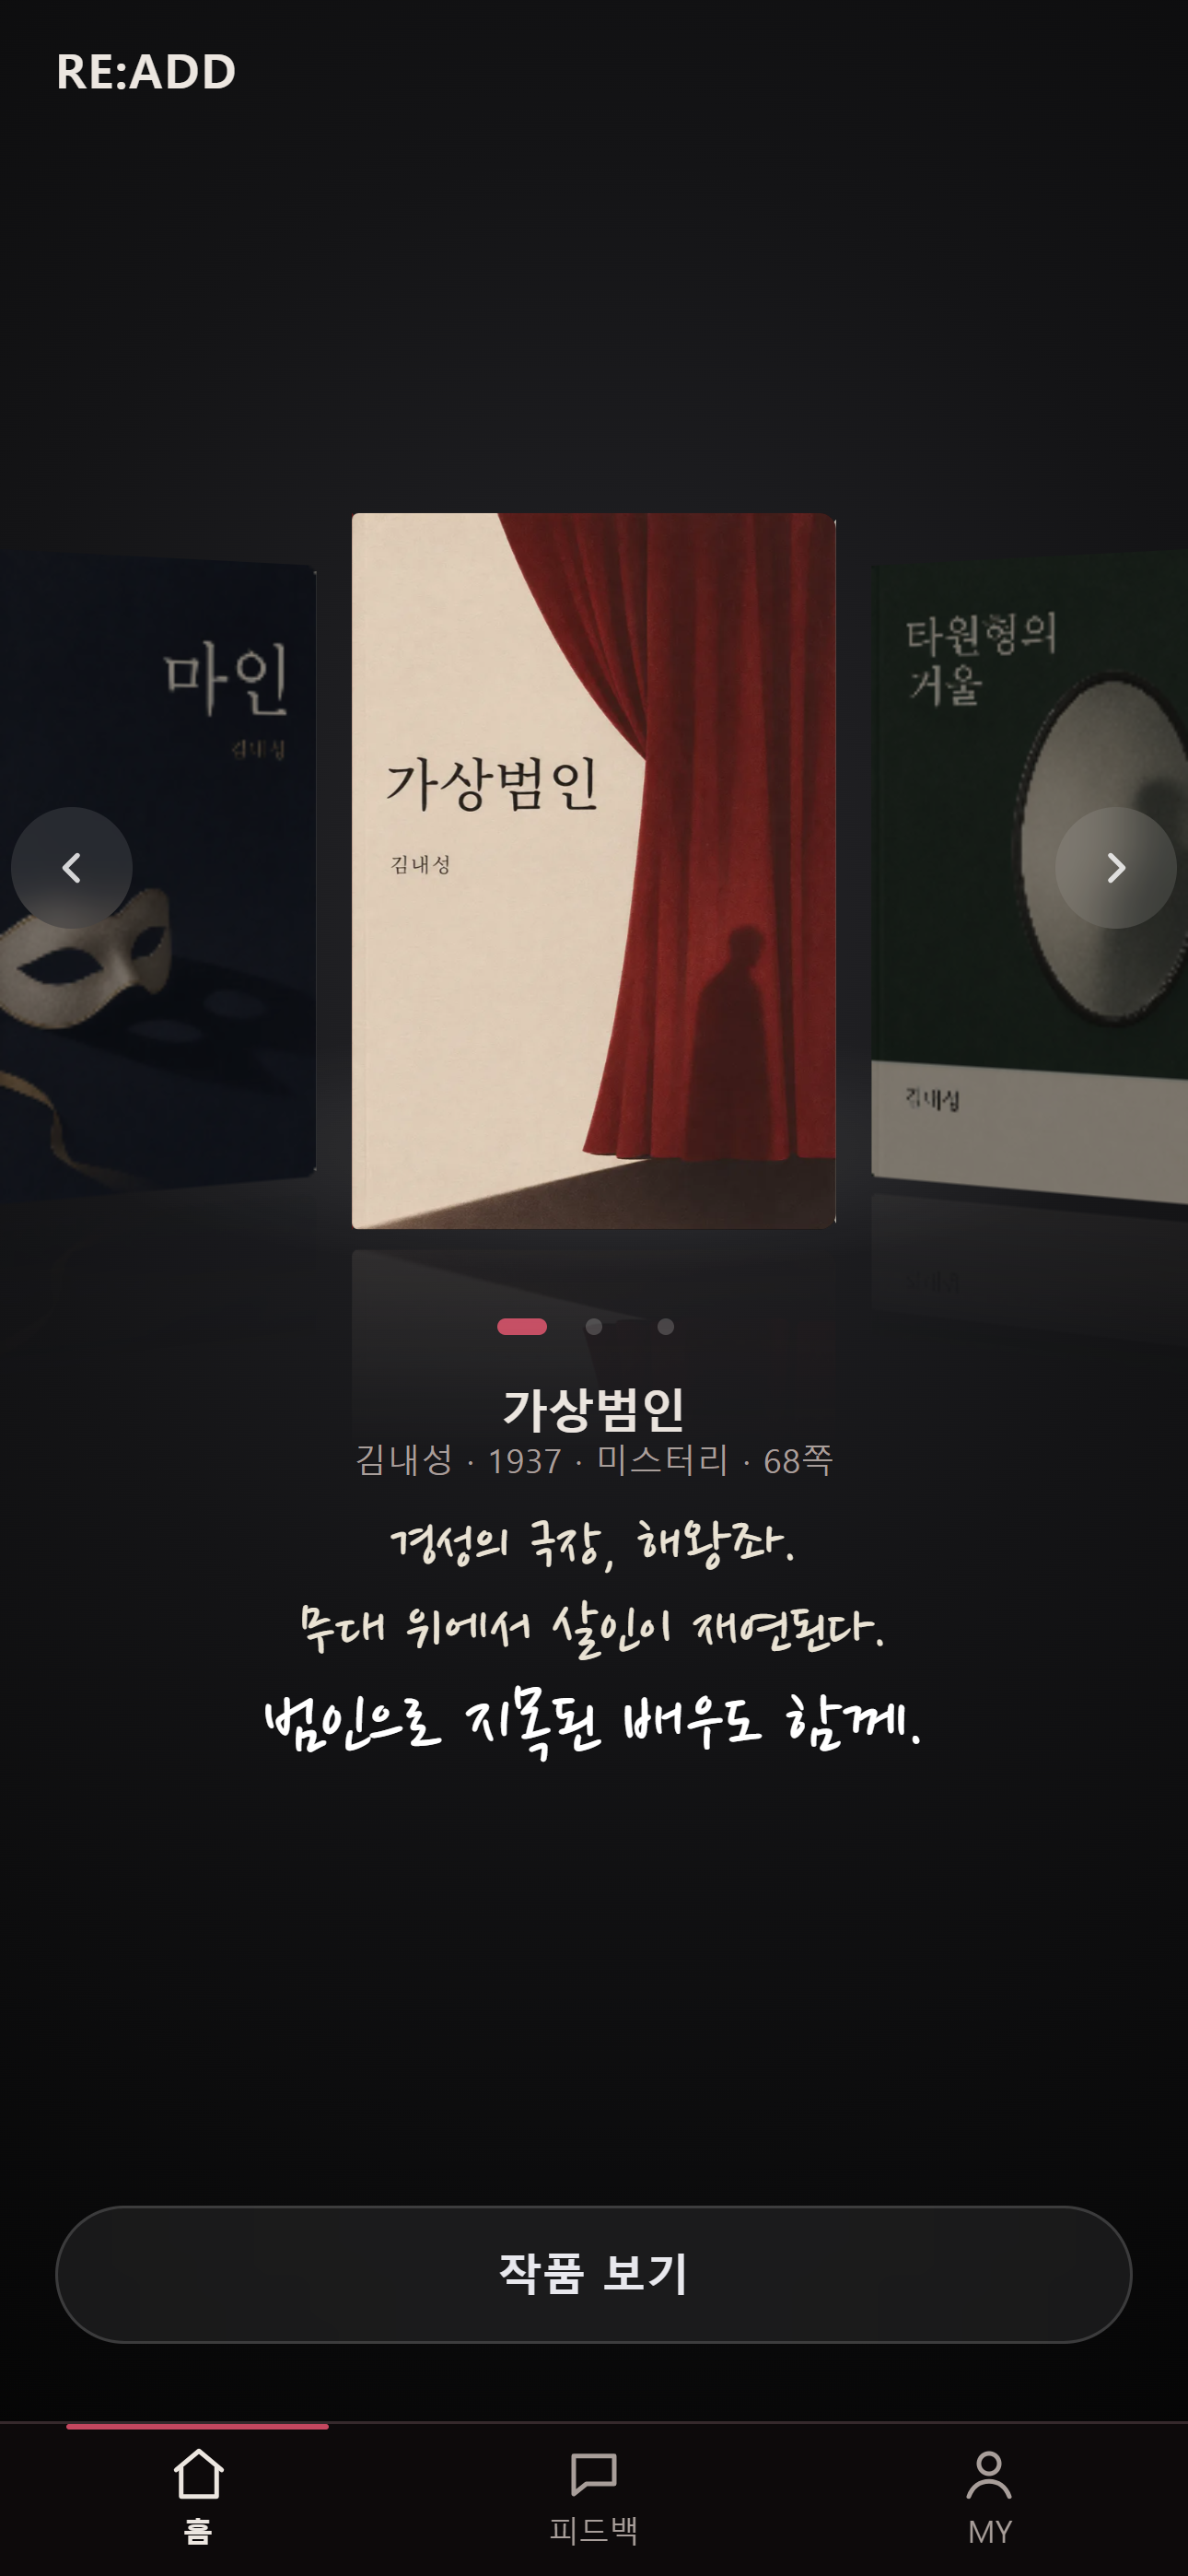 RE:ADD
마인
김내성
가상범인
김내성
타원형의
거울
김내성
가상범인
김내성 · 1937 · 미스터리 · 68쪽
경성의 극장, 해왕좌.
무대 위에서 살인이 재연된다.
범인으로 지목된 배우도 함께.
작품 보기
홈
피드백
MY